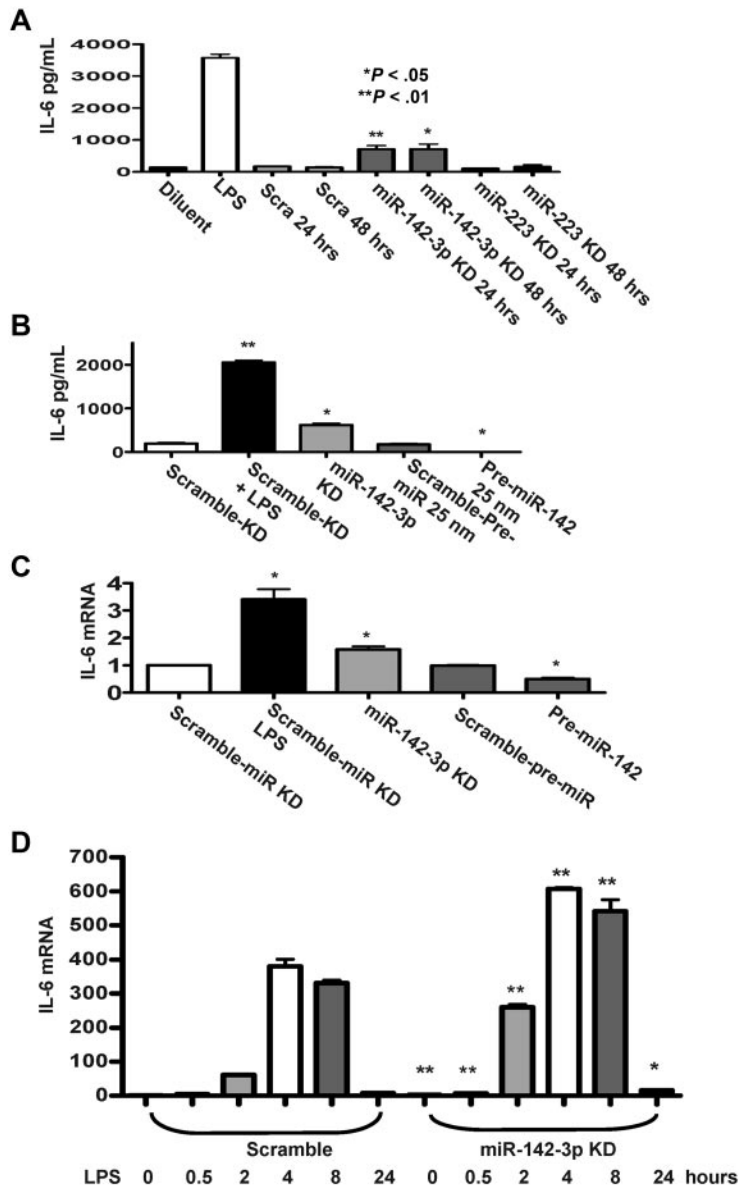 A
IL-6 pg/mL
4000
3000
2000
1000
0
*P < .05
**P < .01
**
*
Diluent
LPS
Scra 24 hrs
Scra 48 hrs
miR-142-3p KD 24 hrs
miR-142-3p KD 48 hrs
miR-223 KD 24 hrs
miR-223 KD 48 hrs
B
IL-6 pg/mL
2000
1000
0
**
*
*
Scramble-KD
Scramble-KD
+ LPS
miR-142-3p
KD
Scramble-Pre-
miR 25 nm
Pre-miR-142
25 nm
C
IL-6 mRNA
4
3
2
1
0
*
*
*
Scramble-miR KD
Scramble-miR KD
LPS
miR-142-3p KD
Scramble-pre-miR
Pre-miR-142
D
IL-6 mRNA
700
600
500
400
300
200
100
0
** ** ** ** ** *
Scramble miR-142-3p KD
LPS 0 0.5 2 4 8 24 0 0.5 2 4 8 24 hours